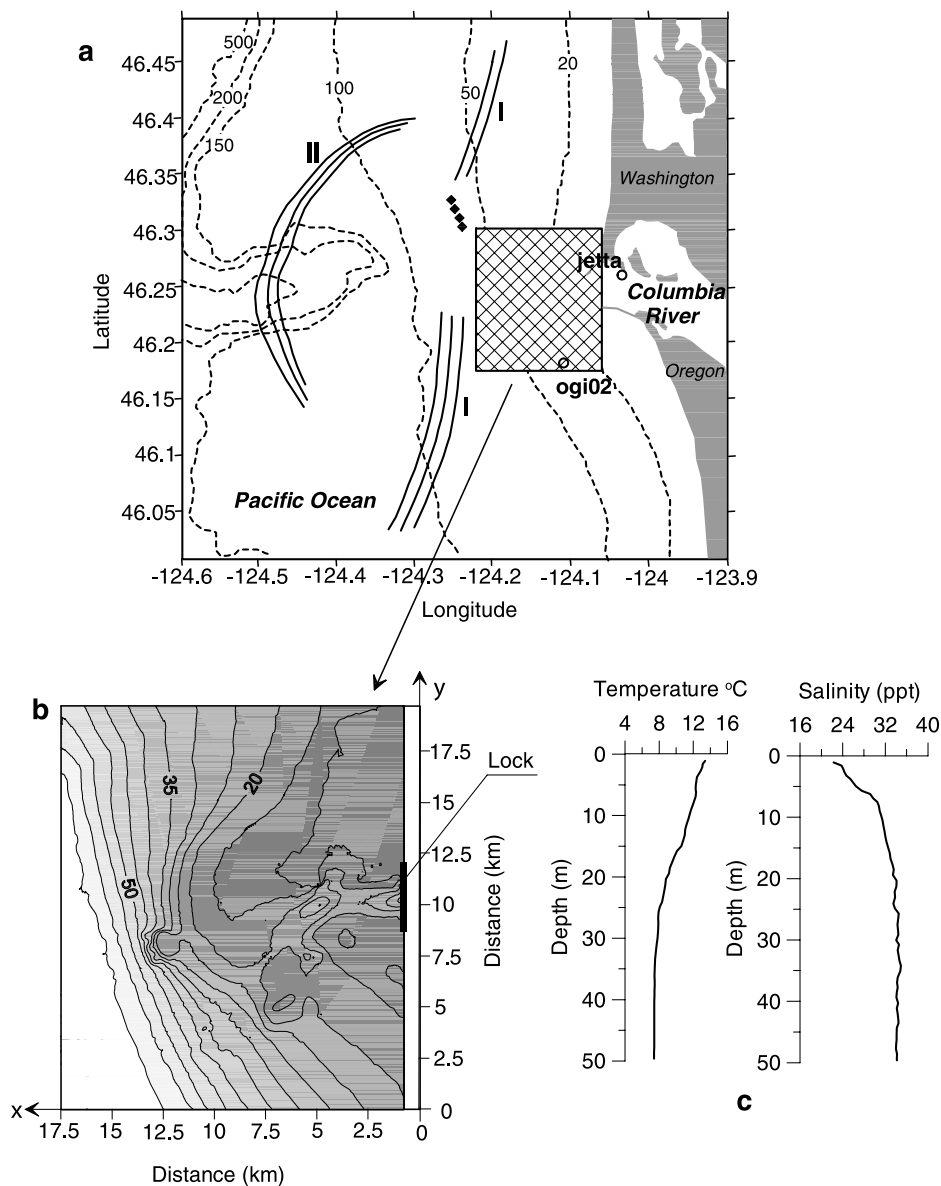 a
46.45
46.4
46.35
46.3
46.25
46.2
46.15
46.1
46.05
Latitude
500
200
150
100
50
20
I
II
I
Washington
jetta
Columbia
River
Oregon
ogi02
Pacific Ocean
-124.6
-124.5
-124.4
-124.3
-124.2
-124.1
-124
-123.9
Longitude
b
y
17.5
15
12.5
10
7.5
5
2.5
0
Distance (km)
Lock
20
35
50
x
17.5
15
12.5
10
7.5
5
2.5
0
Distance (km)
Temperature °C
4
8
12
16
0
10
20
30
40
50
Depth (m)
Salinity (ppt)
16
24
32
40
0
10
20
30
40
50
Depth (m)
c